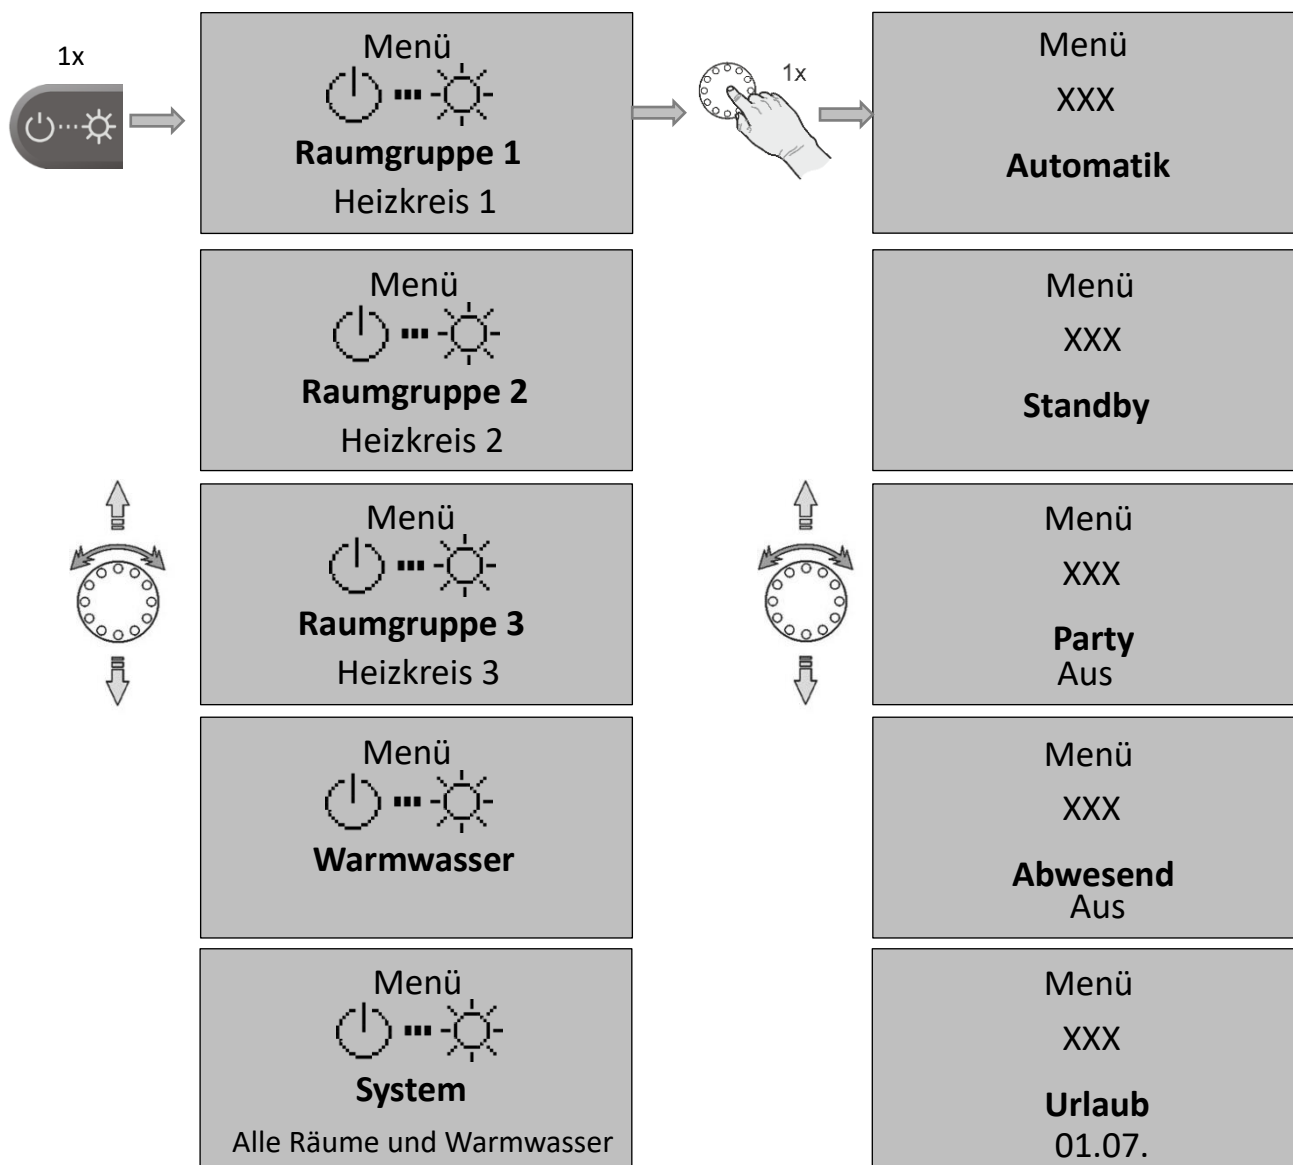 1x
Menü
Raumgruppe 1
Heizkreis 1
1x
Menü
XXX
Automatik
Menü
Raumgruppe 2
Heizkreis 2
Menü
XXX
Standby
Menü
Raumgruppe 3
Heizkreis 3
Menü
XXX
Party
Aus
Menü
Warmwasser
Menü
XXX
Abwesend
Aus
Menü
System
Alle Räume und Warmwasser
Menü
XXX
Urlaub
01.07.